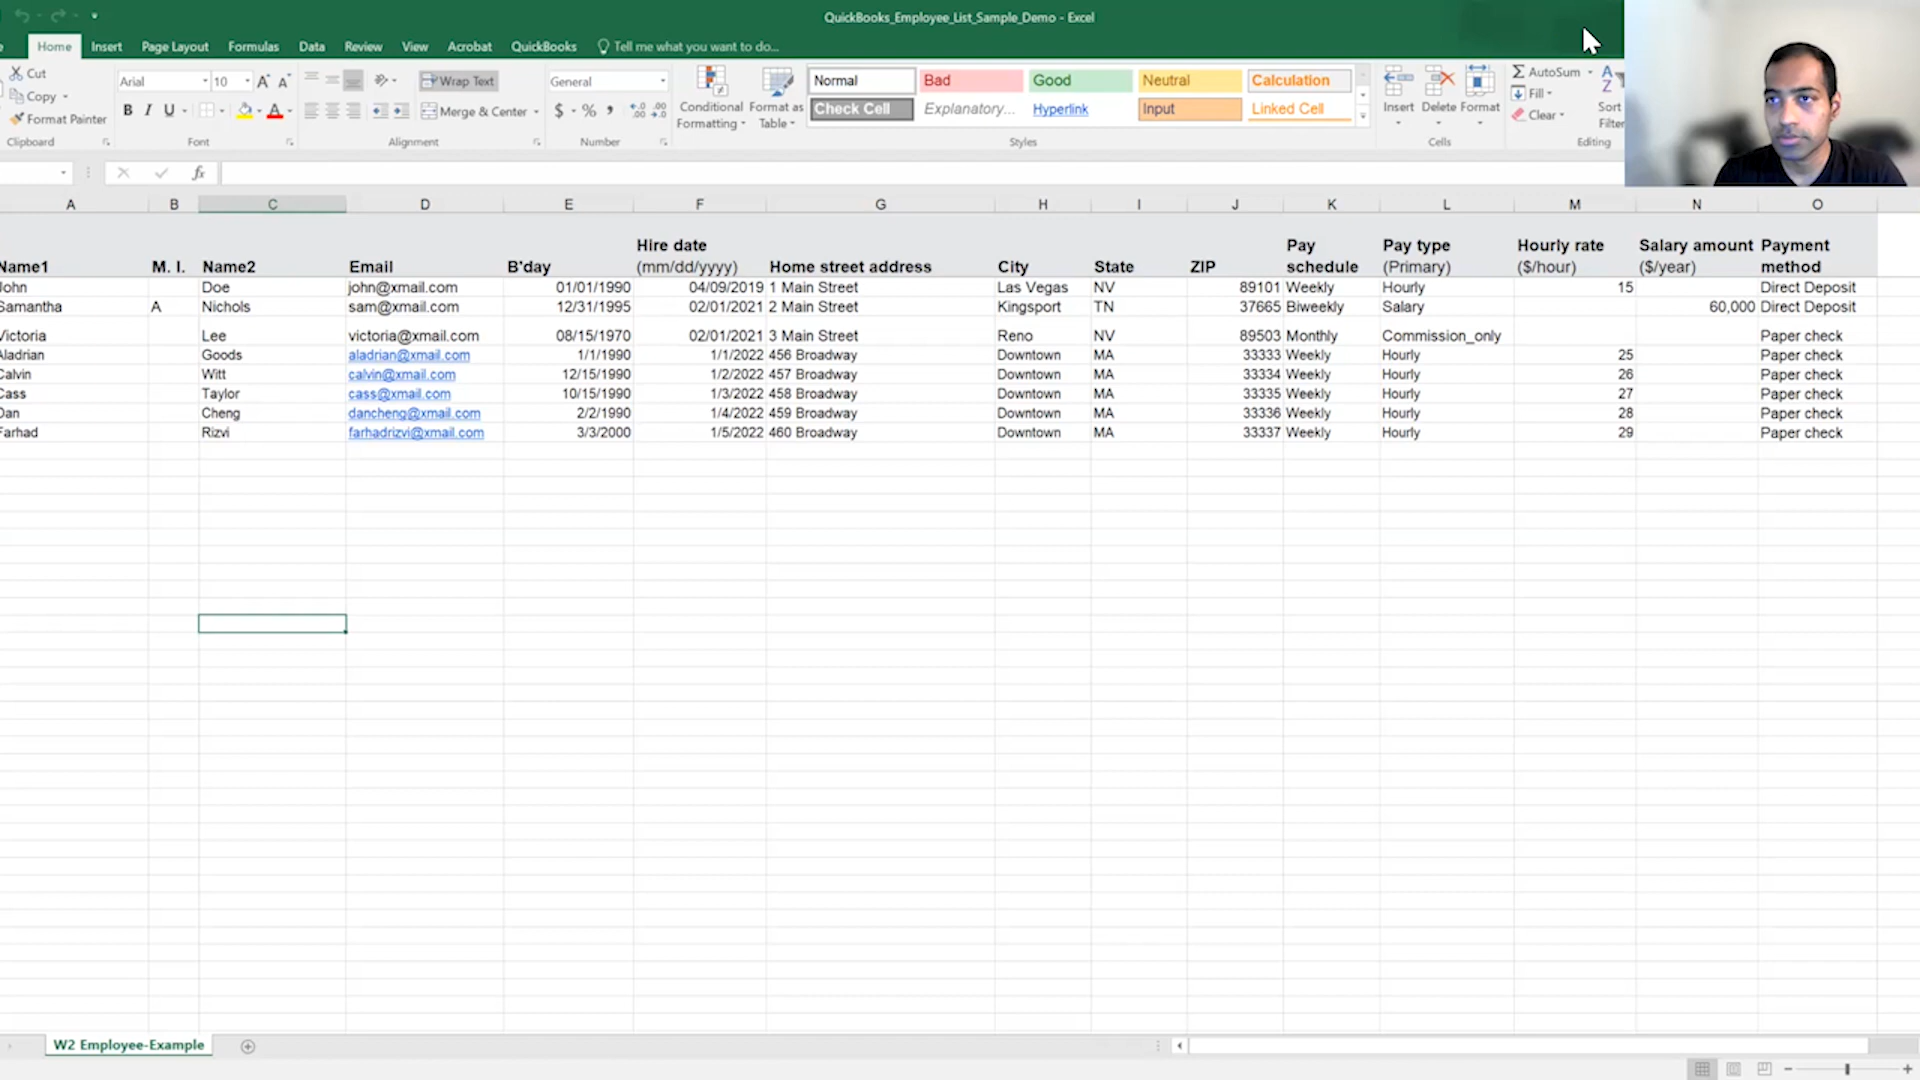 QuickBooks_Employee_List_Sample_Demo - Excel
Home Insert Page Layout Formulas Data Review View Acrobat QuickBooks Tell me what you want to do...
Cut Arial 10 Wrap Text General Normal Bad Good Neutral Calculation AutoSum
Copy B I U Merge & Center $ % Conditional Formatting Format as Table Check Cell Explanatory... Hyperlink Input Linked Cell Insert Delete Format Fill Sort
Format Painter Clear Filter
Clipboard Font Alignment Number Styles Cells Editing
fx
A B C D E F G H I J K L M N O
Hire date Pay Pay type Hourly rate Salary amount Payment
Name1 M. I. Name2 Email B'day (mm/dd/yyyy) Home street address City State ZIP schedule (Primary) ($/hour) ($/year) method
John Doe john@xmail.com 01/01/1990 04/09/2019 1 Main Street Las Vegas NV 89101 Weekly Hourly 15 Direct Deposit
Samantha A Nichols sam@xmail.com 12/31/1995 02/01/2021 2 Main Street Kingsport TN 37665 Biweekly Salary 60,000 Direct Deposit
Victoria Lee victoria@xmail.com 08/15/1970 02/01/2021 3 Main Street Reno NV 89503 Monthly Commission_only Paper check
Aladrian Goods aladrian@xmail.com 1/1/1990 1/1/2022 456 Broadway Downtown MA 33333 Weekly Hourly 25 Paper check
Calvin Witt calvin@xmail.com 12/15/1990 1/2/2022 457 Broadway Downtown MA 33334 Weekly Hourly 26 Paper check
Cass Taylor cass@xmail.com 10/15/1990 1/3/2022 458 Broadway Downtown MA 33335 Weekly Hourly 27 Paper check
Dan Cheng dancheng@xmail.com 2/2/1990 1/4/2022 459 Broadway Downtown MA 33336 Weekly Hourly 28 Paper check
Farhad Rizvi farhadrizvi@xmail.com 3/3/2000 1/5/2022 460 Broadway Downtown MA 33337 Weekly Hourly 29 Paper check
W2 Employee-Example